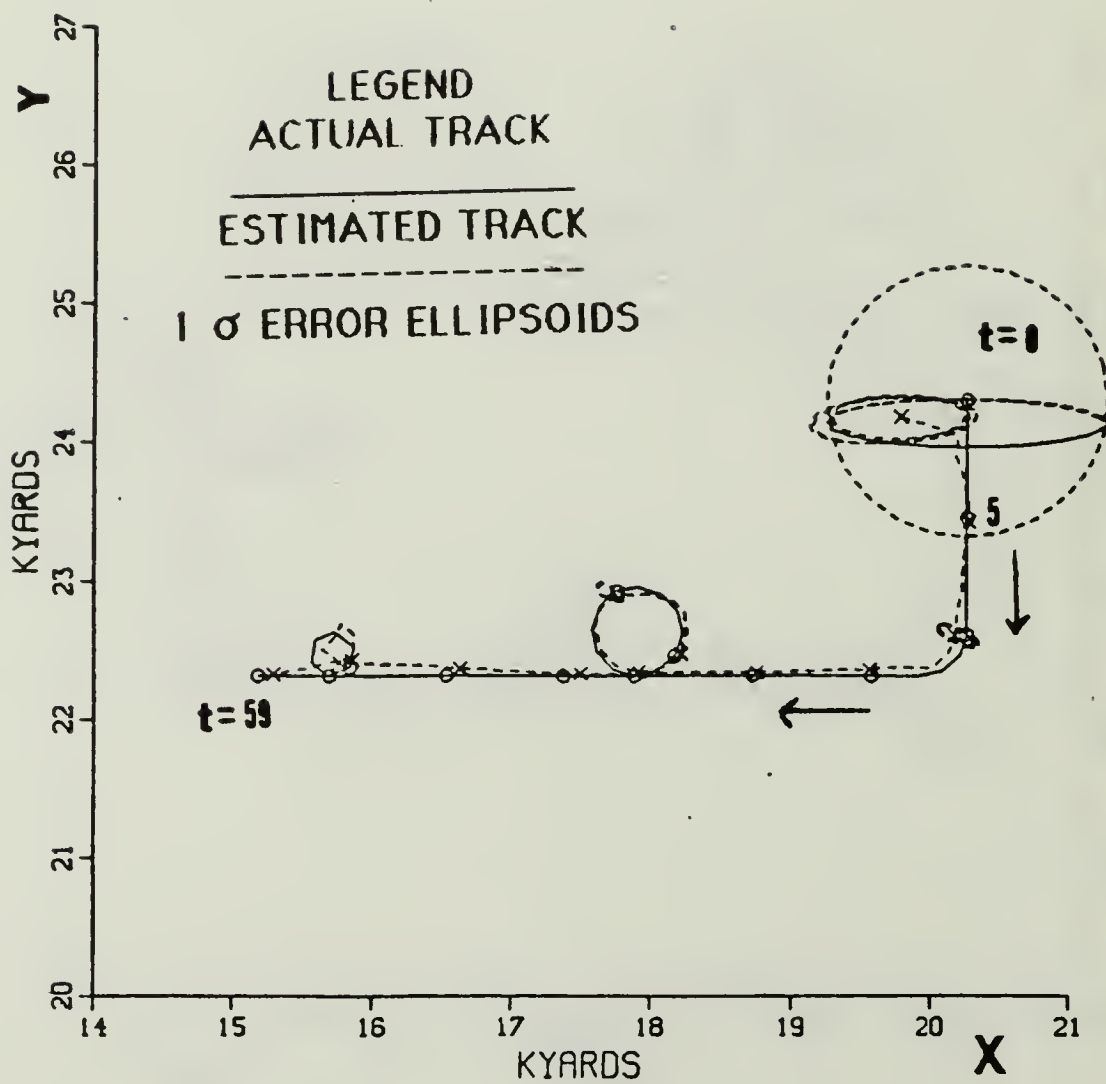 27
26
25
24
23
22
21
20
Y
KYARDS
LEGEND
ACTUAL TRACK
ESTIMATED TRACK
1 σ ERROR ELLIPSOIDS
5
t=59
14
15
16
17
18
19
20
21
KYARDS
X